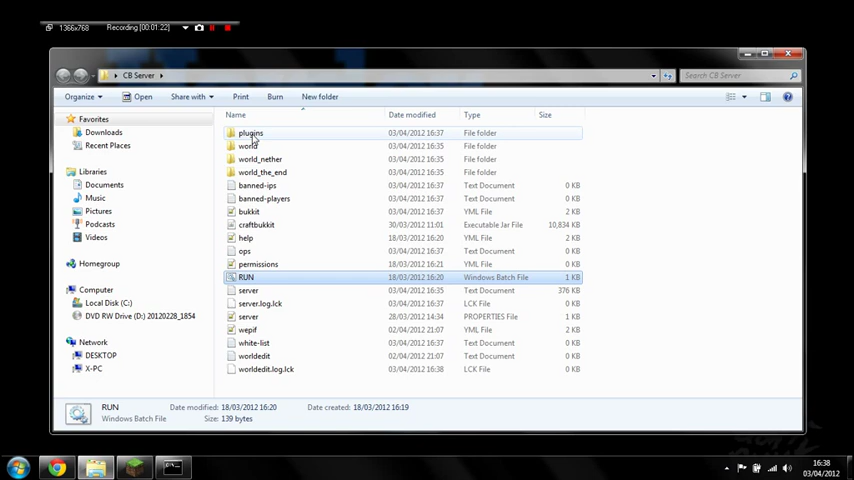 1366x768 Recording [00:01:22]
CB Server
Search CB Server
Organize Open Share with Print Burn New folder
Name Date modified Type Size
Favorites
Downloads
Recent Places
Libraries
Documents
Music
Pictures
Podcasts
Videos
Homegroup
Computer
Local Disk (C:)
DVD RW Drive (D:) 20120228_1854
Network
DESKTOP
X-PC
plugins 03/04/2012 16:37 File folder
world 03/04/2012 16:35 File folder
world_nether 03/04/2012 16:35 File folder
world_the_end 03/04/2012 16:35 File folder
banned-ips 03/04/2012 16:37 Text Document 0 KB
banned-players 03/04/2012 16:37 Text Document 0 KB
bukkit 03/04/2012 16:37 YML File 2 KB
craftbukkit 30/03/2012 11:01 Executable Jar File 10,834 KB
help 18/03/2012 16:20 YML File 2 KB
ops 03/04/2012 16:37 Text Document 0 KB
permissions 18/03/2012 16:21 YML File 0 KB
RUN 18/03/2012 16:20 Windows Batch File 1 KB
server 03/04/2012 16:35 Text Document 376 KB
server.log.lck 03/04/2012 16:37 LCK File 0 KB
server 28/03/2012 14:34 PROPERTIES File 1 KB
wepif 02/04/2012 21:07 YML File 1 KB
white-list 03/04/2012 16:37 Text Document 0 KB
worldedit 02/04/2012 21:07 Text Document 0 KB
worldedit.log.lck 03/04/2012 16:38 LCK File 0 KB
RUN Date modified: 18/03/2012 16:20 Date created: 18/03/2012 16:19
Windows Batch File Size: 139 bytes
16:38
03/04/2012